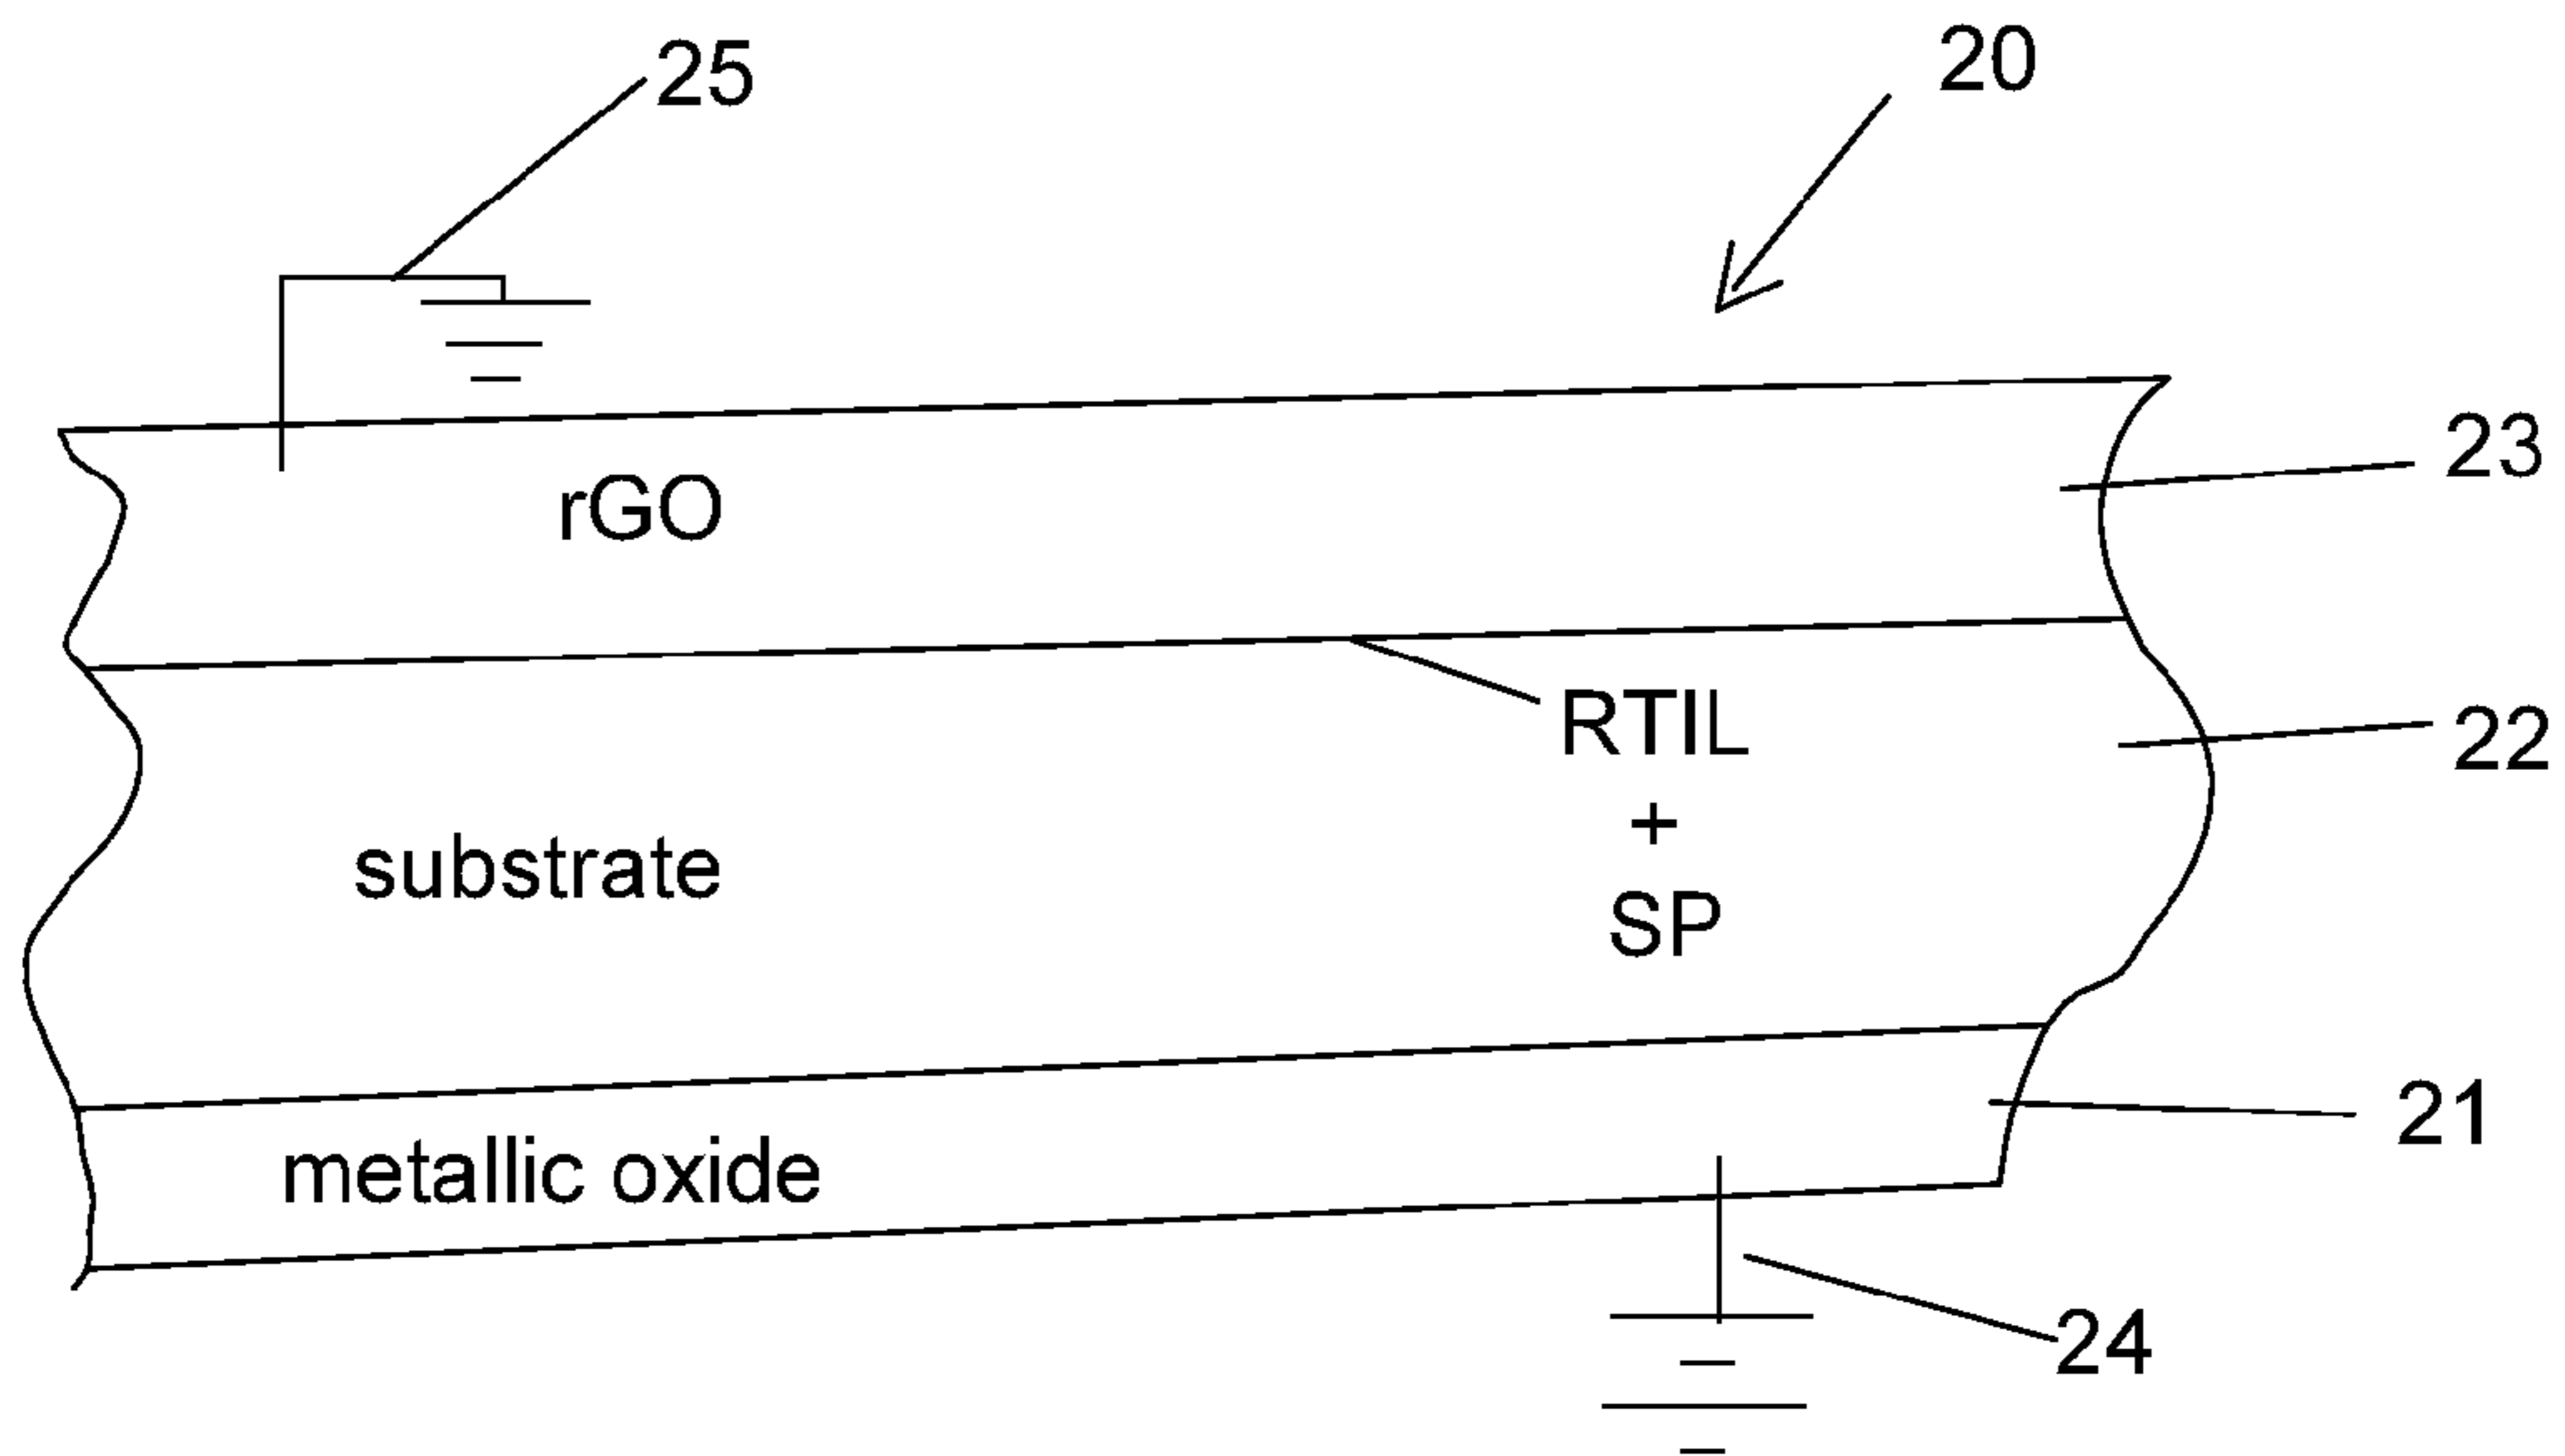 25
20
rGO
23
RTIL
+
SP
22
substrate
21
metallic oxide
24